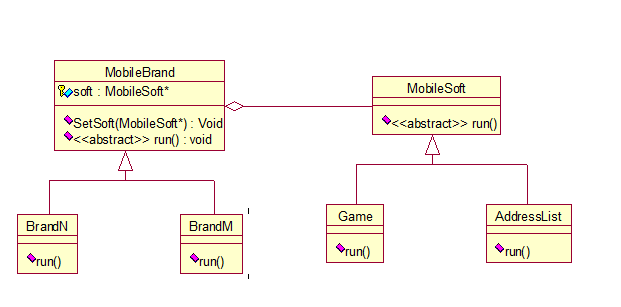 MobileBrand
soft : MobileSoft*
SetSoft(MobileSoft*) : Void
<<abstract>> run() : void
MobileSoft
<<abstract>> run()
BrandN
run()
BrandM
run()
Game
run()
AddressList
run()